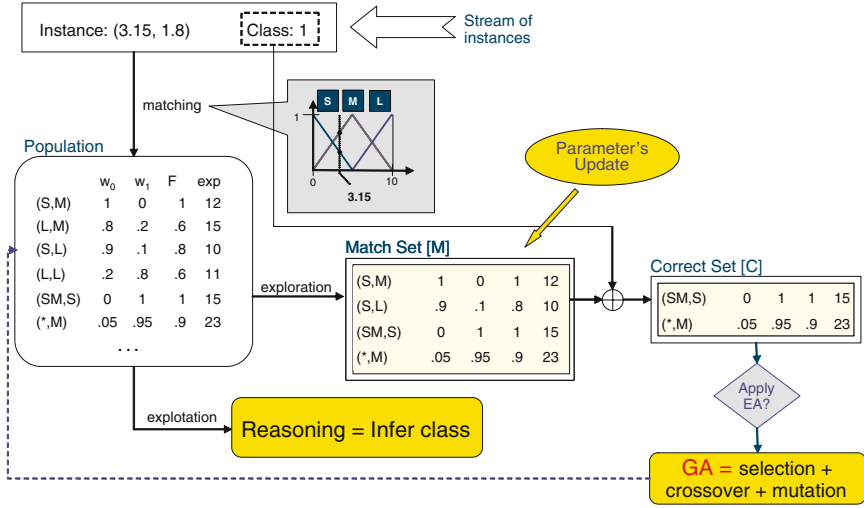 Instance: (3.15, 1.8) Class: 1
Stream of
instances
matching
S M L
1
0 10
3.15
Population
w0 w1 F exp
(S,M) 1 0 1 12
(L,M) .8 .2 .6 15
(S,L) .9 .1 .8 10
(L,L) .2 .8 .6 11
(SM,S) 0 1 1 15
(*,M) .05 .95 .9 23
...
Parameter's
Update
exploration
Match Set [M]
(S,M) 1 0 1 12
(S,L) .9 .1 .8 10
(SM,S) 0 1 1 15
(*,M) .05 .95 .9 23
Correct Set [C]
(SM,S) 0 1 1 15
(*,M) .05 .95 .9 23
Apply
EA?
explotation
Reasoning = Infer class
GA = selection +
crossover + mutation